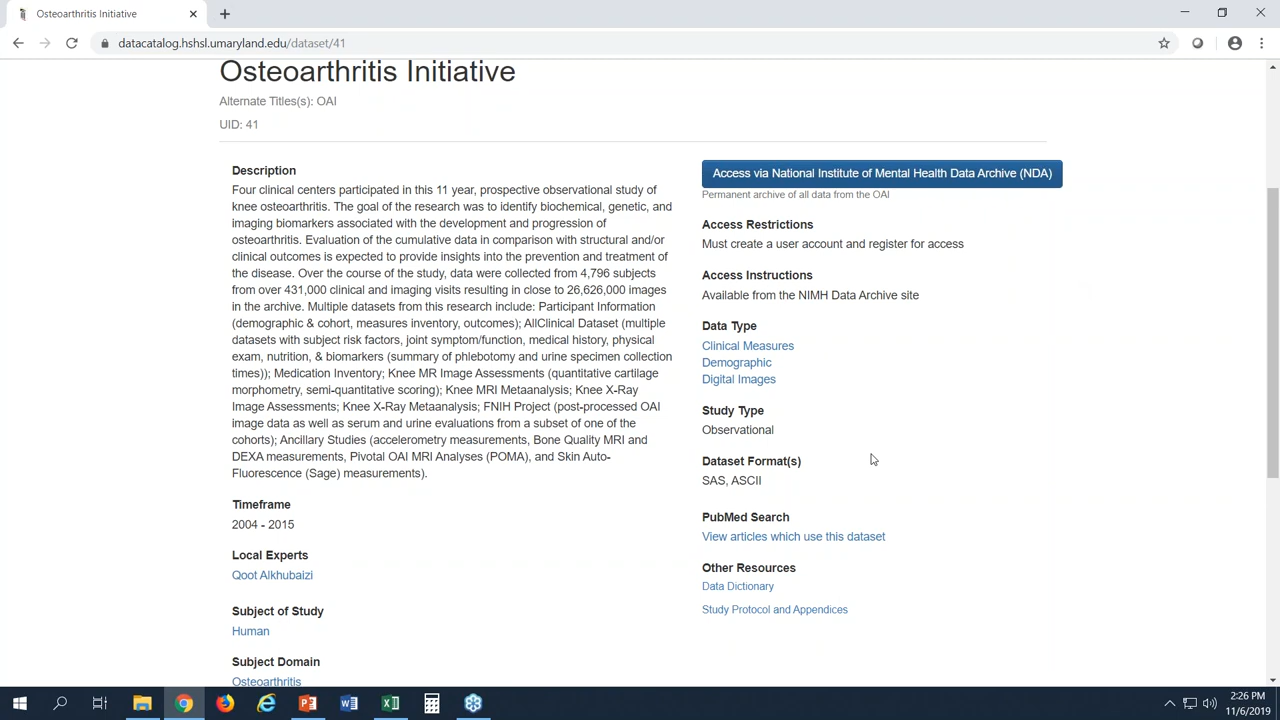 Osteoarthritis Initiative
datacatalog.hshsl.umaryland.edu/dataset/41
Osteoarthritis Initiative
Alternate Titles(s): OAI
UID: 41
Description
Four clinical centers participated in this 11 year, prospective observational study of
knee osteoarthritis. The goal of the research was to identify biochemical, genetic, and
imaging biomarkers associated with the development and progression of
osteoarthritis. Evaluation of the cumulative data in comparison with structural and/or
clinical outcomes is expected to provide insights into the prevention and treatment of
the disease. Over the course of the study, data were collected from 4,796 subjects
from over 431,000 clinical and imaging visits resulting in close to 26,626,000 images
in the archive. Multiple datasets from this research include: Participant Information
(demographic & cohort, measures inventory, outcomes); AllClinical Dataset (multiple
datasets with subject risk factors, joint symptom/function, medical history, physical
exam, nutrition, & biomarkers (summary of phlebotomy and urine specimen collection
times)); Medication Inventory; Knee MR Image Assessments (quantitative cartilage
morphometry, semi-quantitative scoring); Knee MRI Metaanalysis; Knee X-Ray
Image Assessments; Knee X-Ray Metaanalysis; FNIH Project (post-processed OAI
image data as well as serum and urine evaluations from a subset of one of the
cohorts); Ancillary Studies (accelerometry measurements, Bone Quality MRI and
DEXA measurements, Pivotal OAI MRI Analyses (POMA), and Skin Auto-
Fluorescence (Sage) measurements).
Timeframe
2004 - 2015
Local Experts
Qoot Alkhubaizi
Subject of Study
Human
Subject Domain
Osteoarthritis
Access via National Institute of Mental Health Data Archive (NDA)
Permanent archive of all data from the OAI
Access Restrictions
Must create a user account and register for access
Access Instructions
Available from the NIMH Data Archive site
Data Type
Clinical Measures
Demographic
Digital Images
Study Type
Observational
Dataset Format(s)
SAS, ASCII
PubMed Search
View articles which use this dataset
Other Resources
Data Dictionary
Study Protocol and Appendices
2:26 PM
11/6/2019